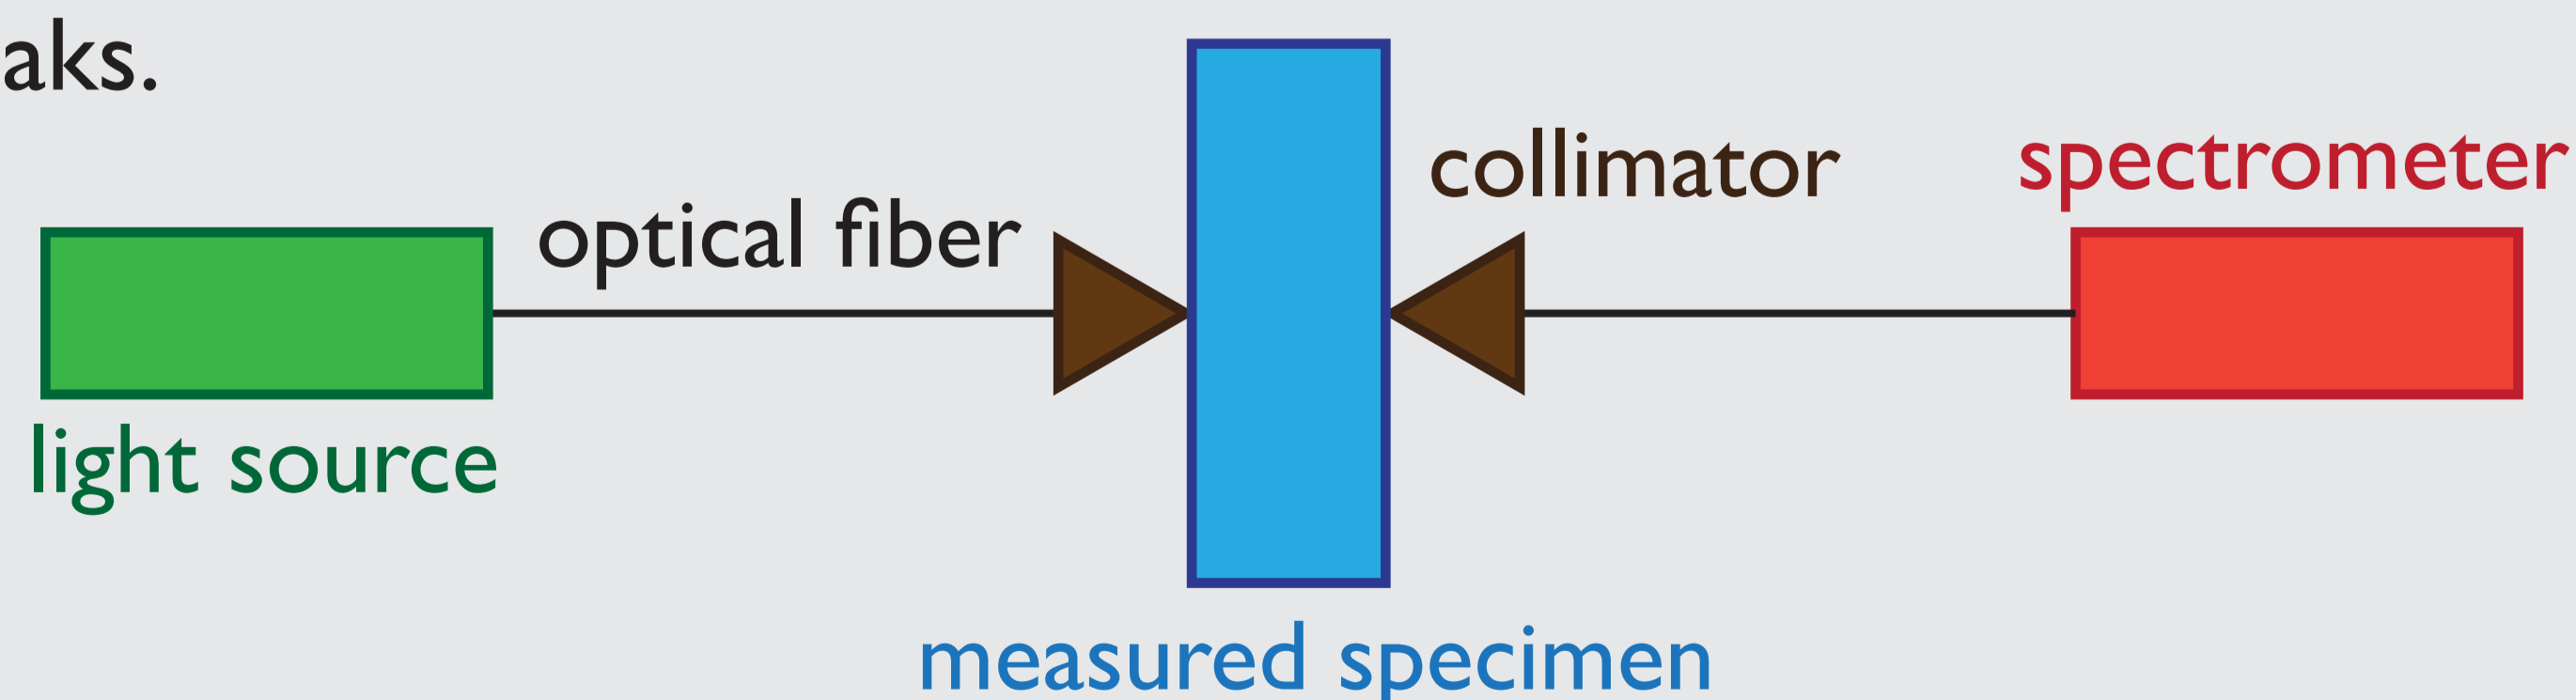 aks.
collimator
spectrometer
optical fiber
light source
measured specimen